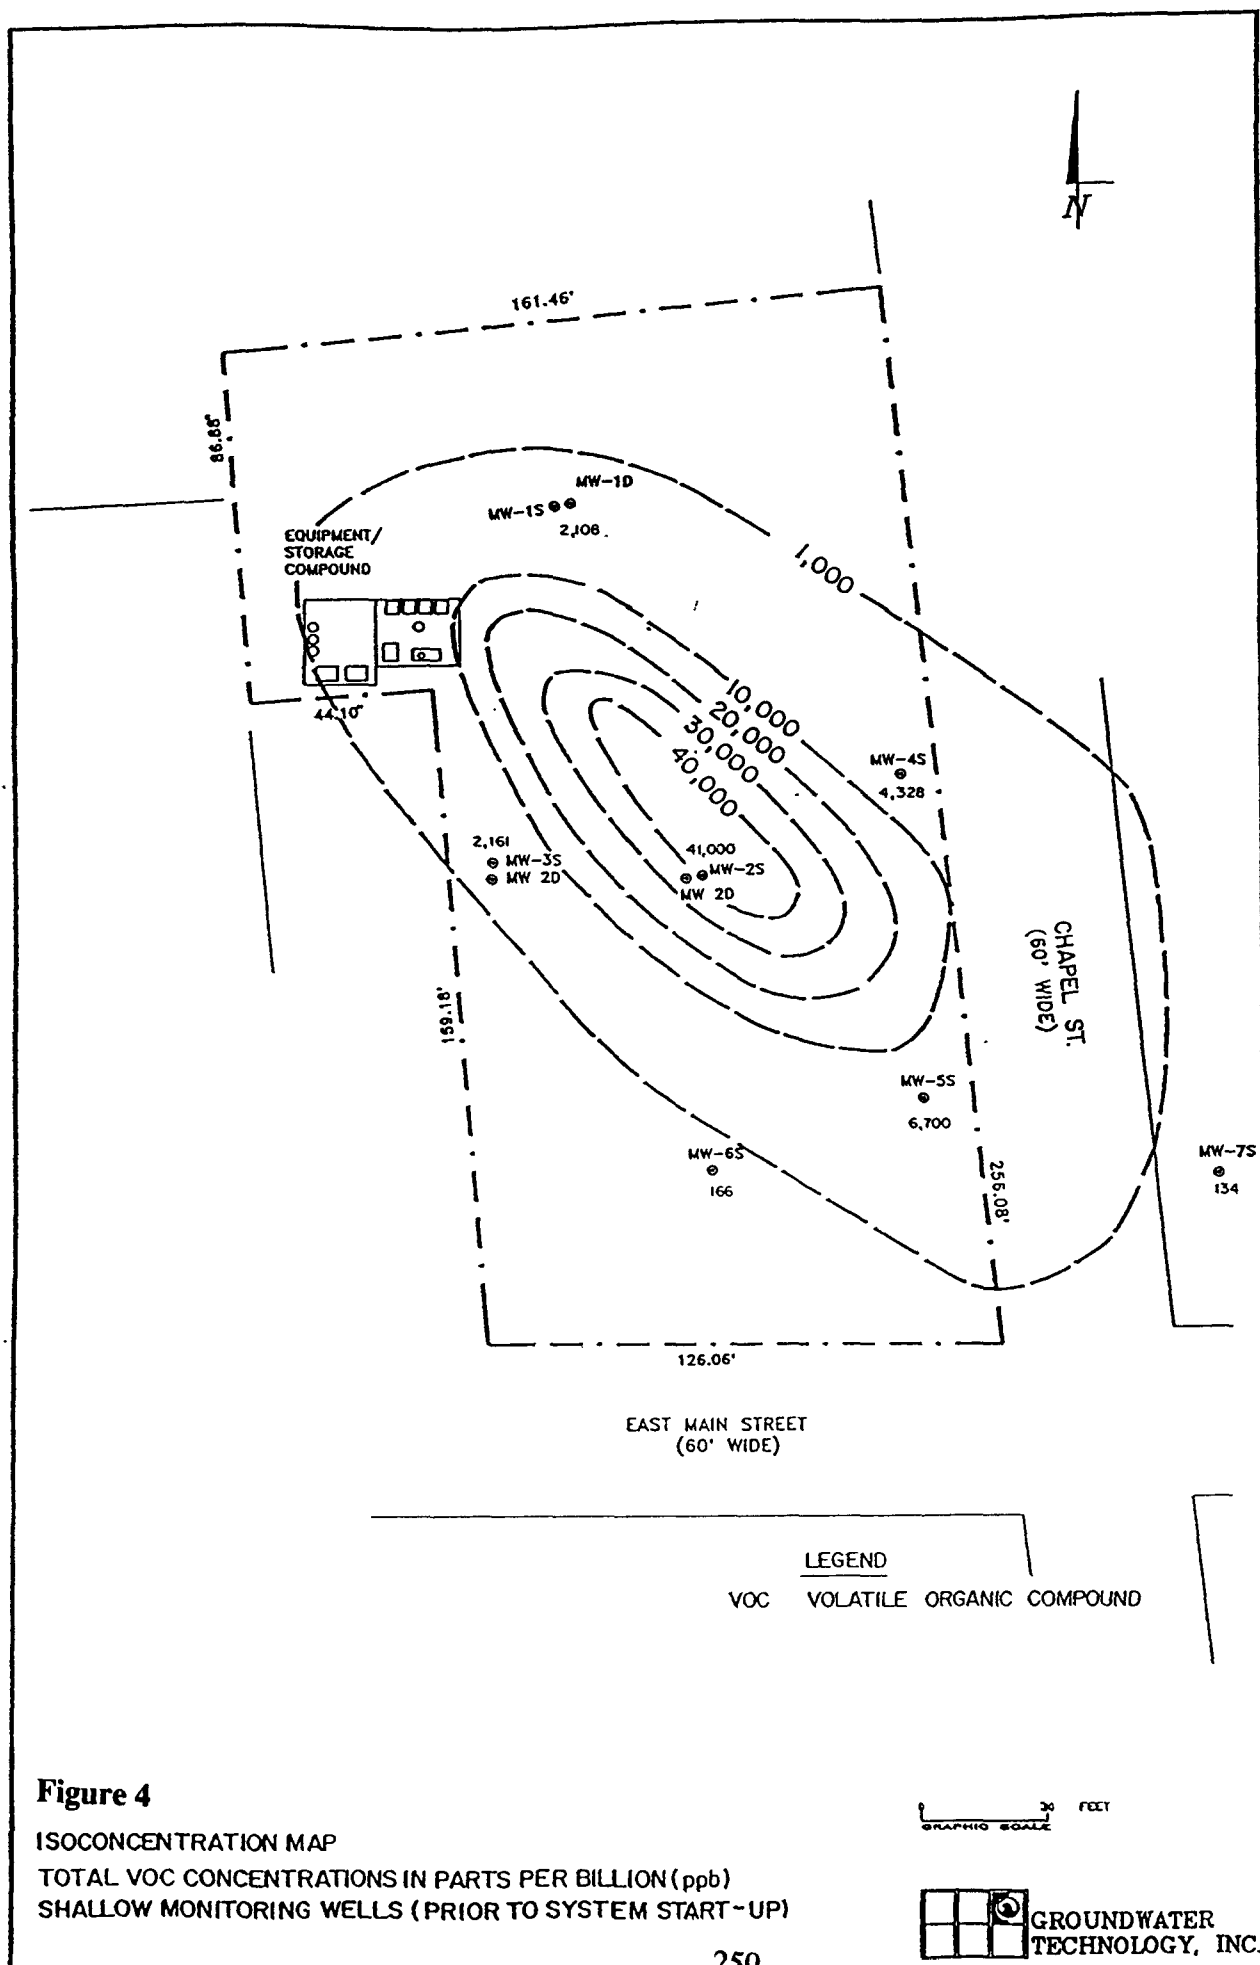 N
161.46'
86.88'
MW-1D
MW-1S
2,108
EQUIPMENT/
STORAGE
COMPOUND
1,000
44.10'
10,000
20,000
30,000
40,000
MW-4S
4,328
2,161
MW-3S
MW 2D
41,000
MW-2S
MW 2D
CHAPEL ST.
(60' WIDE)
159.18'
MW-5S
6,700
MW-6S
166
MW-7S
134
256.08'
126.06'
EAST MAIN STREET
(60' WIDE)
LEGEND
VOC VOLATILE ORGANIC COMPOUND
Figure 4
ISOCONCENTRATION MAP
TOTAL VOC CONCENTRATIONS IN PARTS PER BILLION (ppb)
SHALLOW MONITORING WELLS (PRIOR TO SYSTEM START-UP)
0 30 FEET
GRAPHIC SCALE
GROUNDWATER
TECHNOLOGY, INC.
250